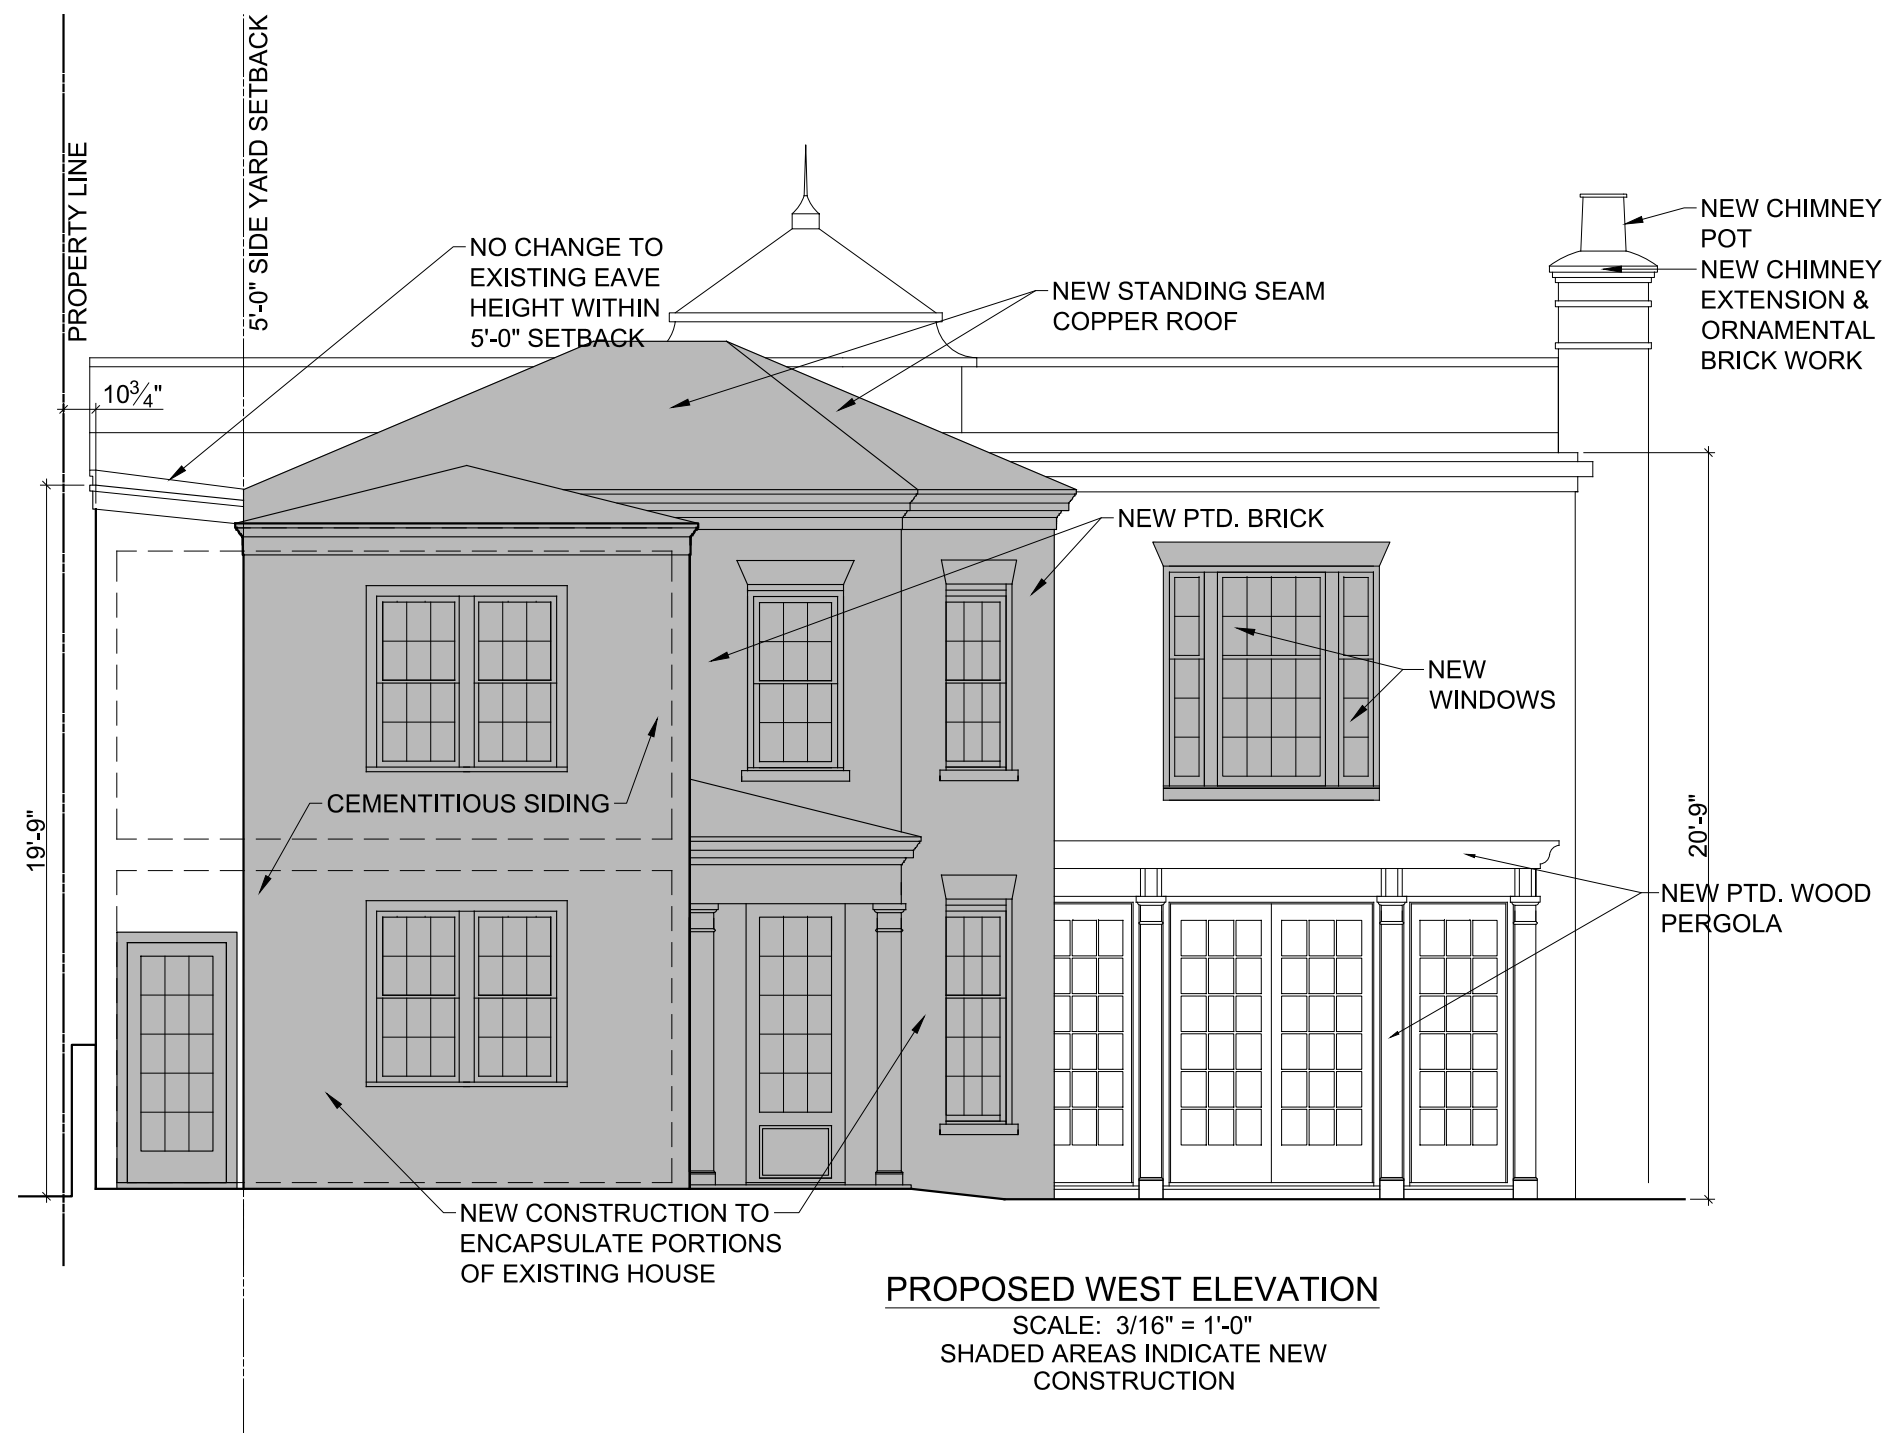 PROPERTY LINE
5'-0" SIDE YARD SETBACK
NO CHANGE TO
EXISTING EAVE
HEIGHT WITHIN
5'-0" SETBACK
NEW STANDING SEAM
COPPER ROOF
NEW CHIMNEY
POT
NEW CHIMNEY
EXTENSION &
ORNAMENTAL
BRICK WORK
10¾"
NEW PTD. BRICK
NEW
WINDOWS
CEMENTITIOUS SIDING
19'-9"
20'-9"
NEW PTD. WOOD
PERGOLA
NEW CONSTRUCTION TO
ENCAPSULATE PORTIONS
OF EXISTING HOUSE
PROPOSED WEST ELEVATION
SCALE: 3/16" = 1'-0"
SHADED AREAS INDICATE NEW
CONSTRUCTION